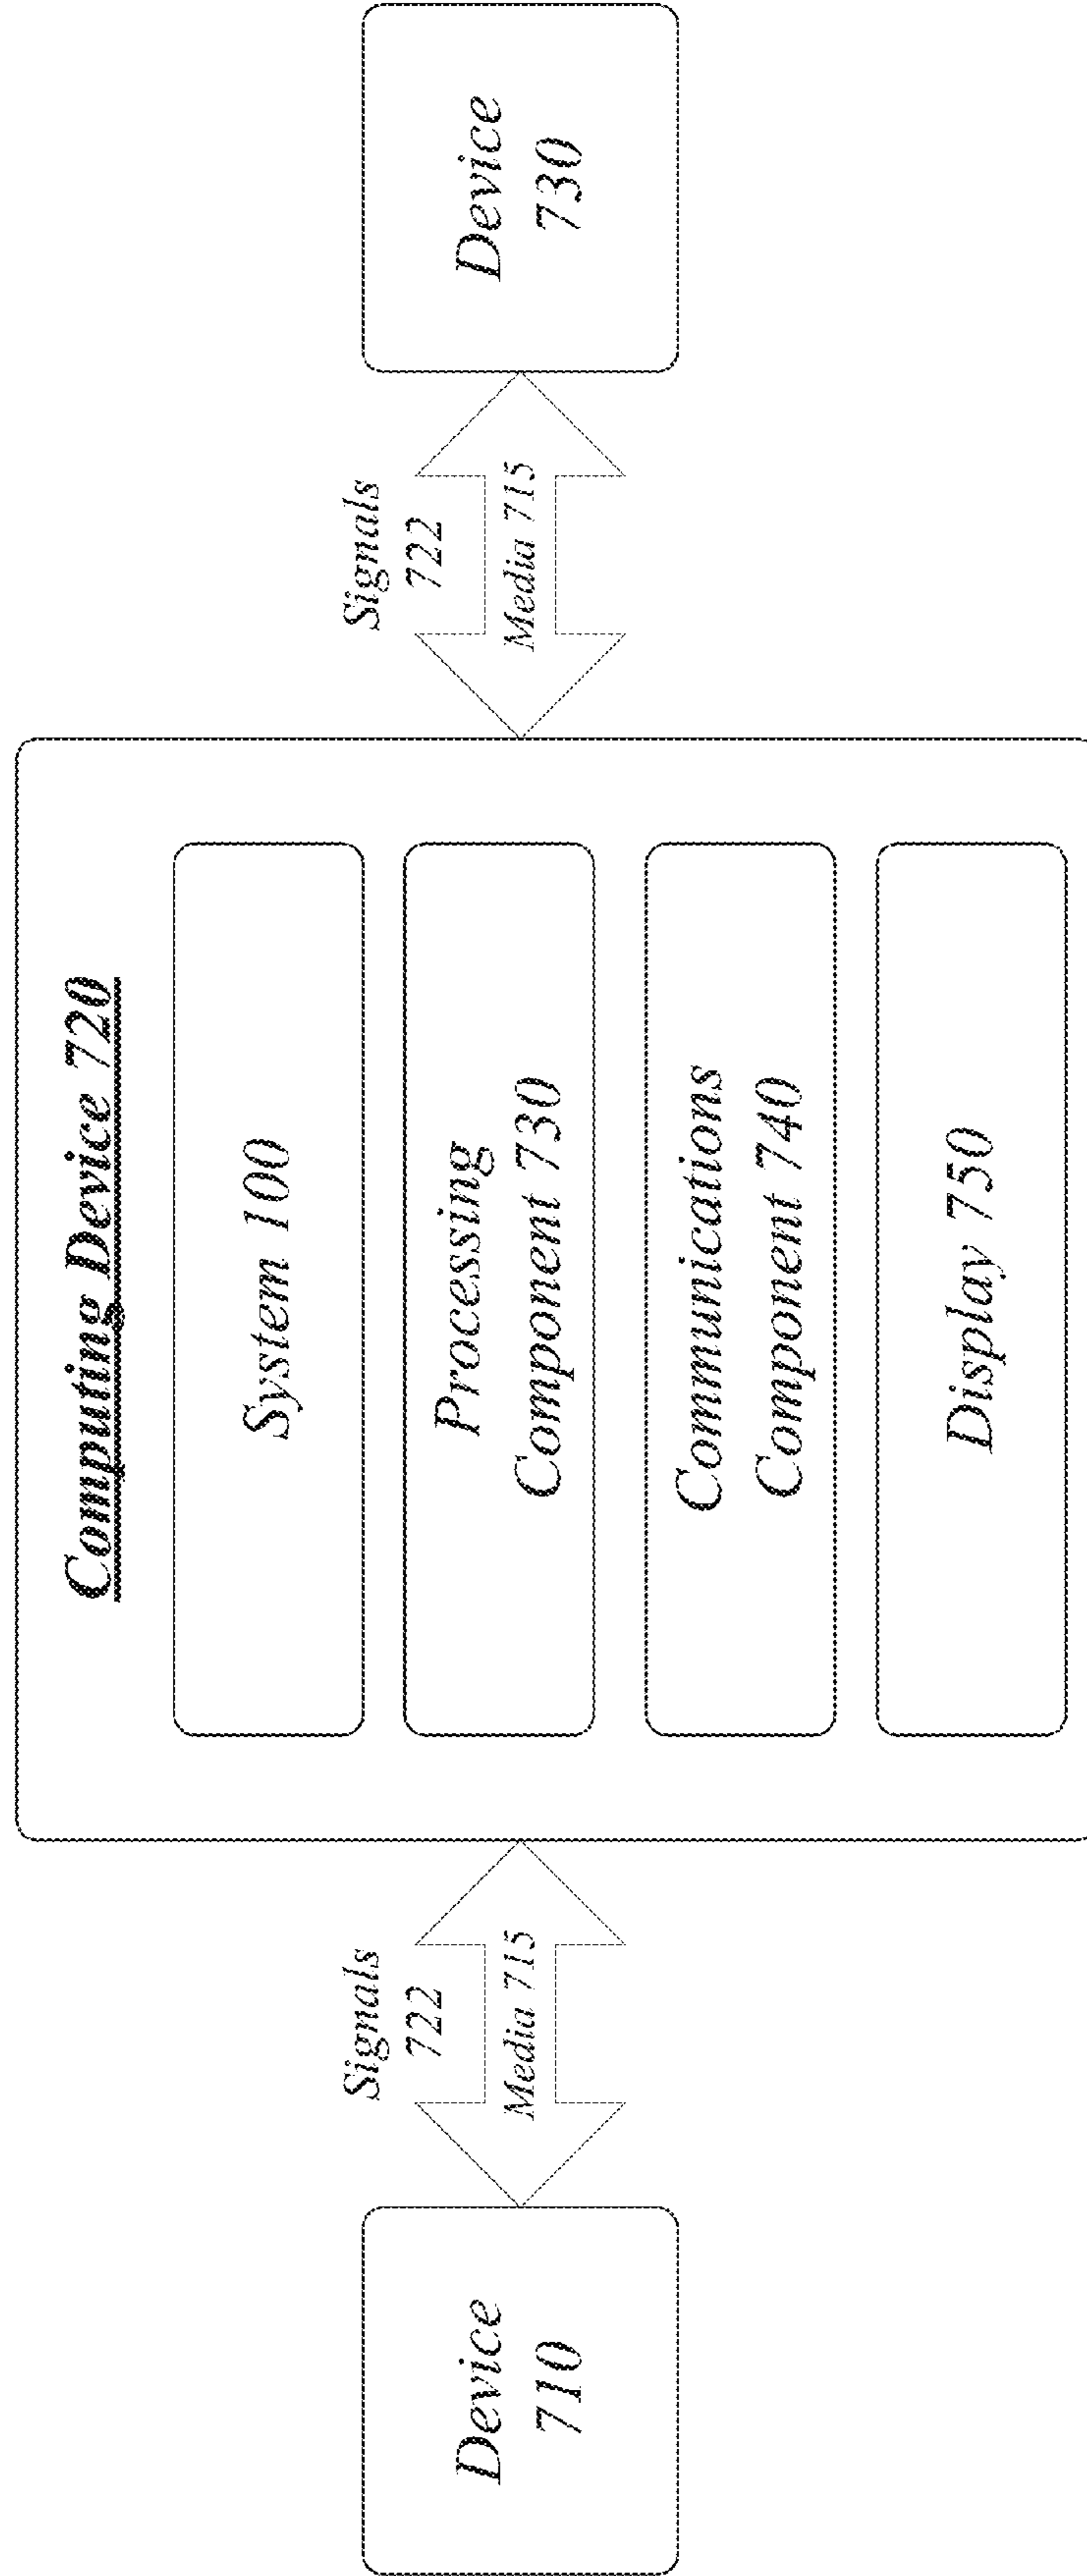 Computing Device 720
System 100
Processing
Component 730
Communications
Component 740
Display 750
Device
710
Signals
722
Media 715
Signals
722
Media 715
Device
730